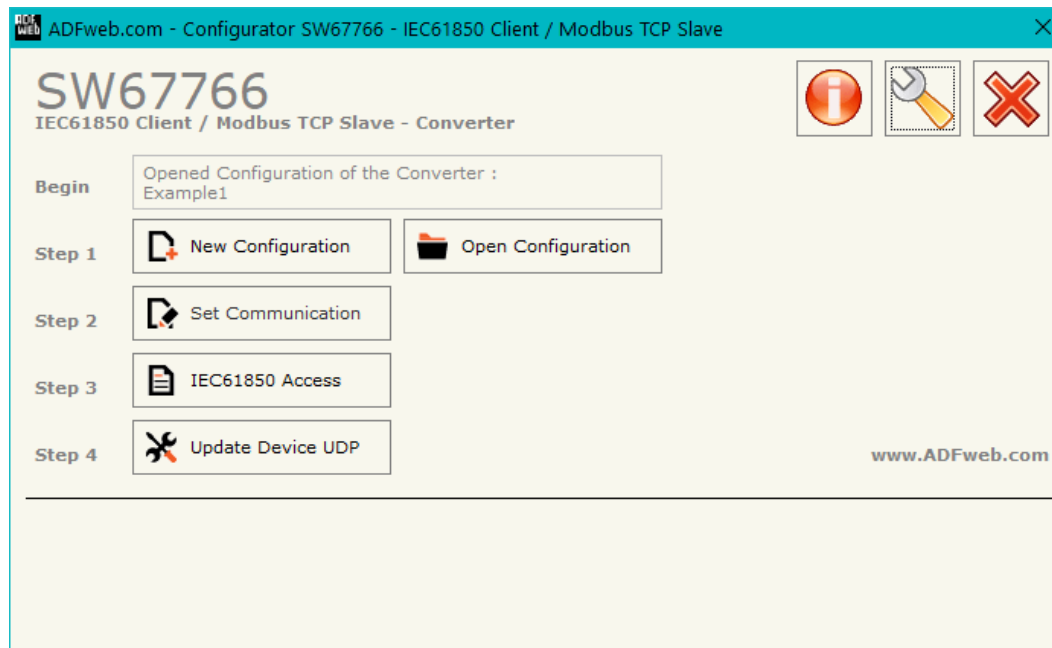 ADF
web
ADFweb.com - Configurator SW67766 - IEC61850 Client / Modbus TCP Slave
SW67766
IEC61850 Client / Modbus TCP Slave - Converter
Begin
Opened Configuration of the Converter :
Example1
Step 1
New Configuration
Open Configuration
Step 2
Set Communication
Step 3
IEC61850 Access
Step 4
Update Device UDP
www.ADFweb.com